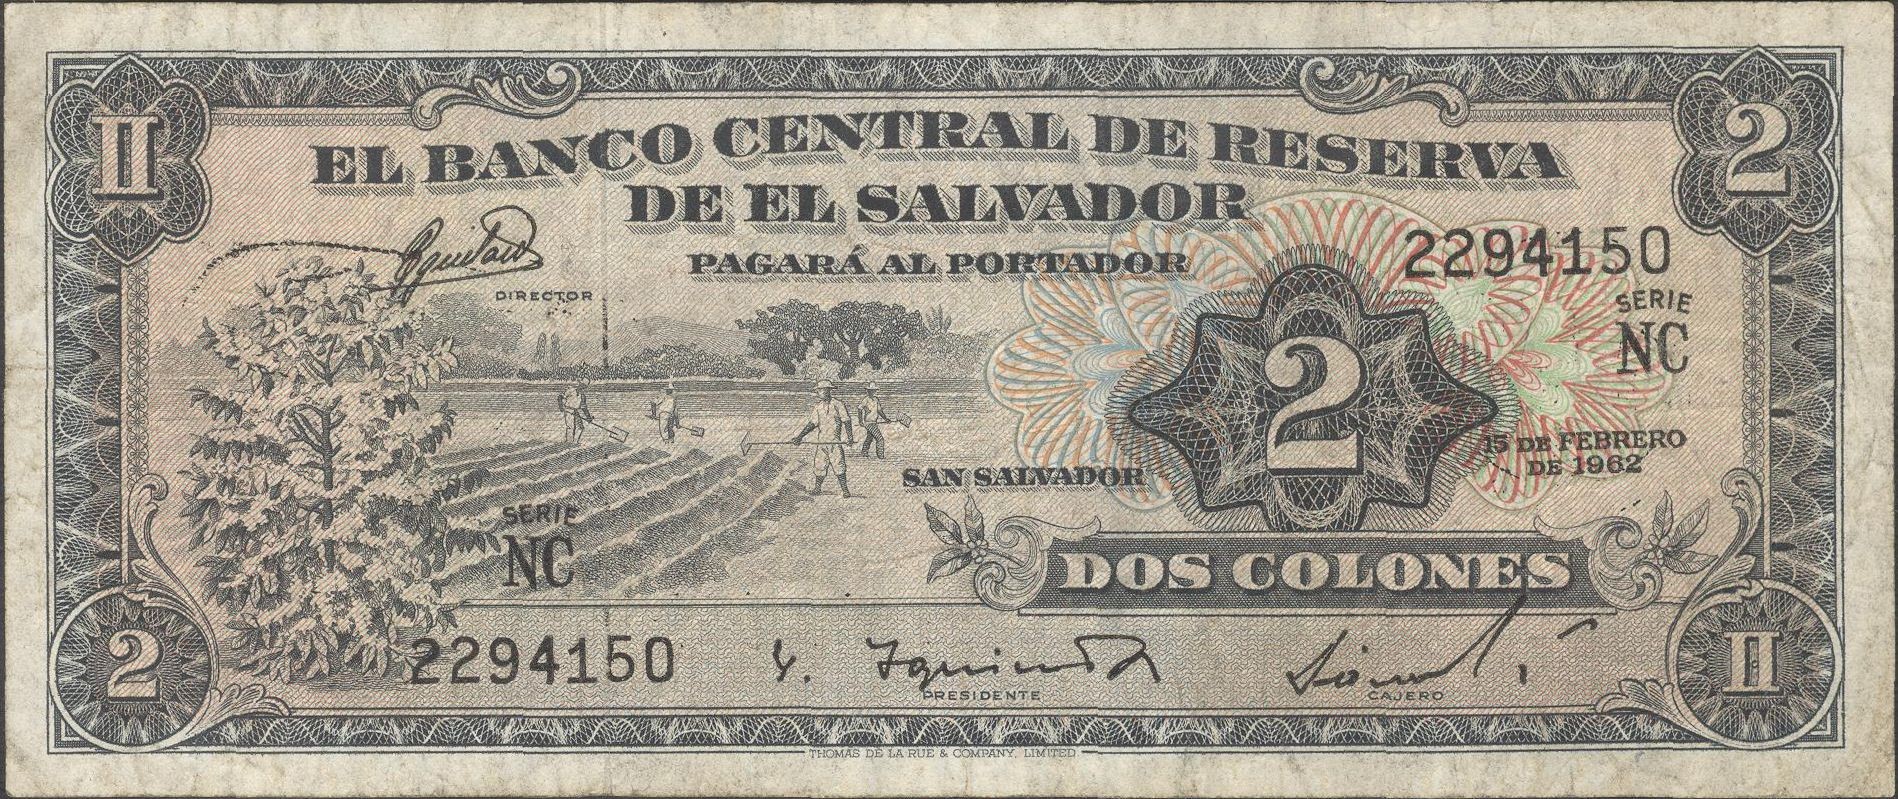 II
2
EL BANCO CENTRAL DE RESERVA
DE EL SALVADOR
PAGARÁ AL PORTADOR
2294150
DIRECTOR
SERIE
NC
2
15 DE FEBRERO
DE 1962
SAN SALVADOR
SERIE
NC
DOS COLONES
2
2294150
PRESIDENTE
CAJERO
II
THOMAS DE LA RUE & COMPANY, LIMITED